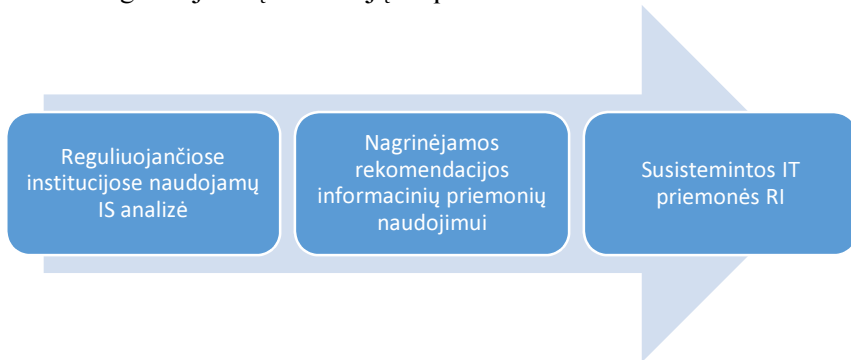 Reguliuojančiose
institucijose naudojamų
IS analizė
Nagrinėjamos
rekomendacijos
informacinių priemonių
naudojimui
Susistemintos IT
priemonės RI